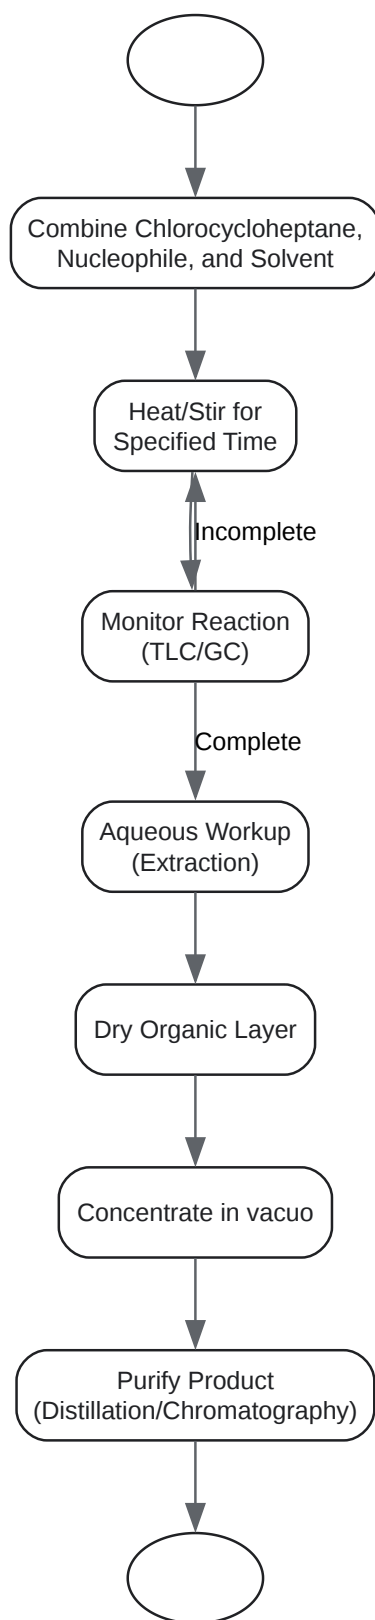 Combine Chlorocycloheptane,
Nucleophile, and Solvent
Heat/Stir for
Specified Time
Incomplete
Monitor Reaction
(TLC/GC)
Complete
Aqueous Workup
(Extraction)
Dry Organic Layer
Concentrate in vacuo
Purify Product
(Distillation/Chromatography)